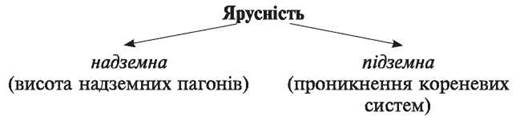 Ярусність
надземна
(висота надземних пагонів)
підземна
(проникнення кореневих
систем)